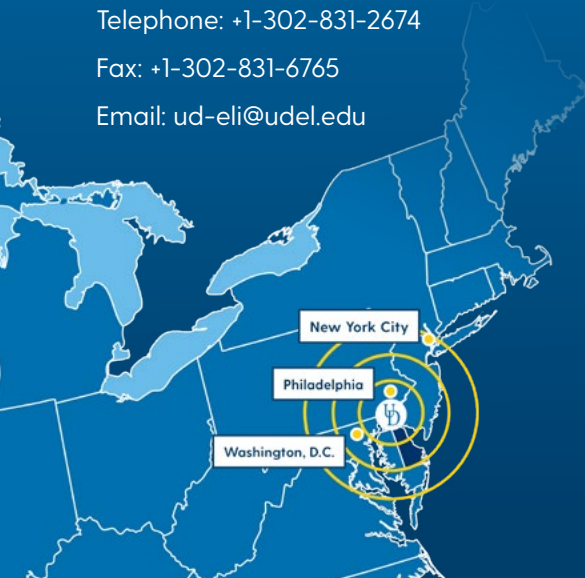 Telephone: +1-302-831-2674
Fax: +1-302-831-6765
Email: ud-eli@udel.edu
New York City
Philadelphia
UD
Washington, D.C.